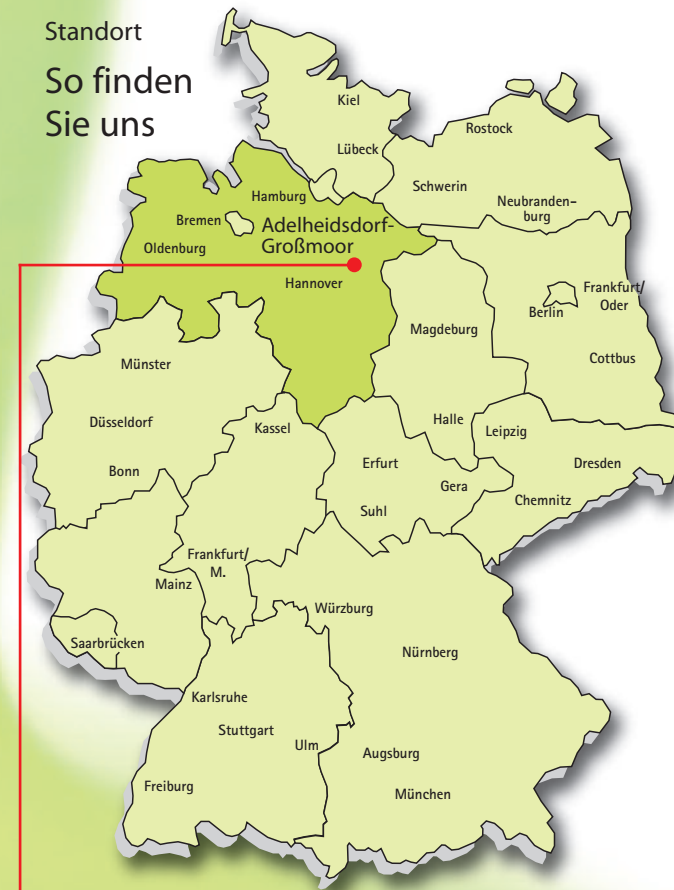 Standort
So finden
Sie uns
Kiel
Lübeck
Rostock
Schwerin
Neubranden-
burg
Hamburg
Bremen
Adelheidsdorf-
Großmoor
Oldenburg
Hannover
Frankfurt/
Oder
Berlin
Magdeburg
Cottbus
Münster
Düsseldorf
Kassel
Halle
Leipzig
Bonn
Erfurt
Dresden
Gera
Chemnitz
Suhl
Frankfurt/
M.
Mainz
Würzburg
Saarbrücken
Nürnberg
Karlsruhe
Stuttgart
Ulm
Augsburg
Freiburg
München